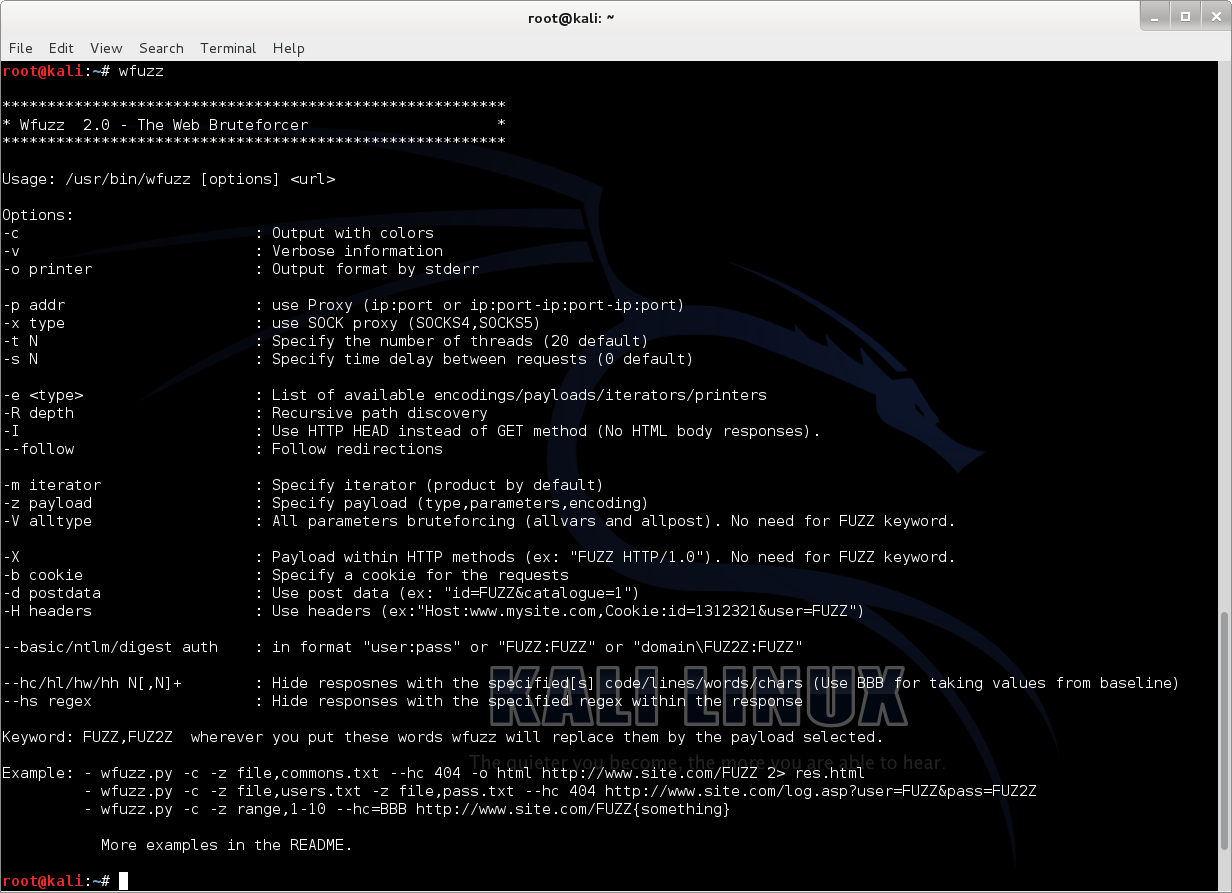 root@kali: ~
File Edit View Search Terminal Help
root@kali:~# wfuzz
********************************************************
* Wfuzz  2.0 - The Web Bruteforcer                     *
********************************************************
Usage: /usr/bin/wfuzz [options] <url>
Options:
-c                          : Output with colors
-v                          : Verbose information
-o printer                  : Output format by stderr
-p addr                     : use Proxy (ip:port or ip:port-ip:port-ip:port)
-x type                     : use SOCK proxy (SOCKS4,SOCKS5)
-t N                        : Specify the number of threads (20 default)
-s N                        : Specify time delay between requests (0 default)
-e <type>                   : List of available encodings/payloads/iterators/printers
-R depth                    : Recursive path discovery
-I                          : Use HTTP HEAD instead of GET method (No HTML body responses).
--follow                    : Follow redirections
-m iterator                 : Specify iterator (product by default)
-z payload                  : Specify payload (type,parameters,encoding)
-V alltype                  : All parameters bruteforcing (allvars and allpost). No need for FUZZ keyword.
-X                          : Payload within HTTP methods (ex: "FUZZ HTTP/1.0"). No need for FUZZ keyword.
-b cookie                   : Specify a cookie for the requests
-d postdata                 : Use post data (ex: "id=FUZZ&catalogue=1")
-H headers                  : Use headers (ex:"Host:www.mysite.com,Cookie:id=1312321&user=FUZZ")
--basic/ntlm/digest auth    : in format "user:pass" or "FUZZ:FUZZ" or "domain\FUZ2Z:FUZZ"
--hc/hl/hw/hh N[,N]+        : Hide resposnes with the specified[s] code/lines/words/chars (Use BBB for taking values from baseline)
--hs regex                  : Hide responses with the specified regex within the response
KALI LINUX
Keyword: FUZZ,FUZ2Z  wherever you put these words wfuzz will replace them by the payload selected.
The quieter you become, the more you are able to hear.
Example: - wfuzz.py -c -z file,commons.txt --hc 404 -o html http://www.site.com/FUZZ 2> res.html
         - wfuzz.py -c -z file,users.txt -z file,pass.txt --hc 404 http://www.site.com/log.asp?user=FUZZ&pass=FUZ2Z
         - wfuzz.py -c -z range,1-10 --hc=BBB http://www.site.com/FUZZ{something}
           More examples in the README.
root@kali:~#